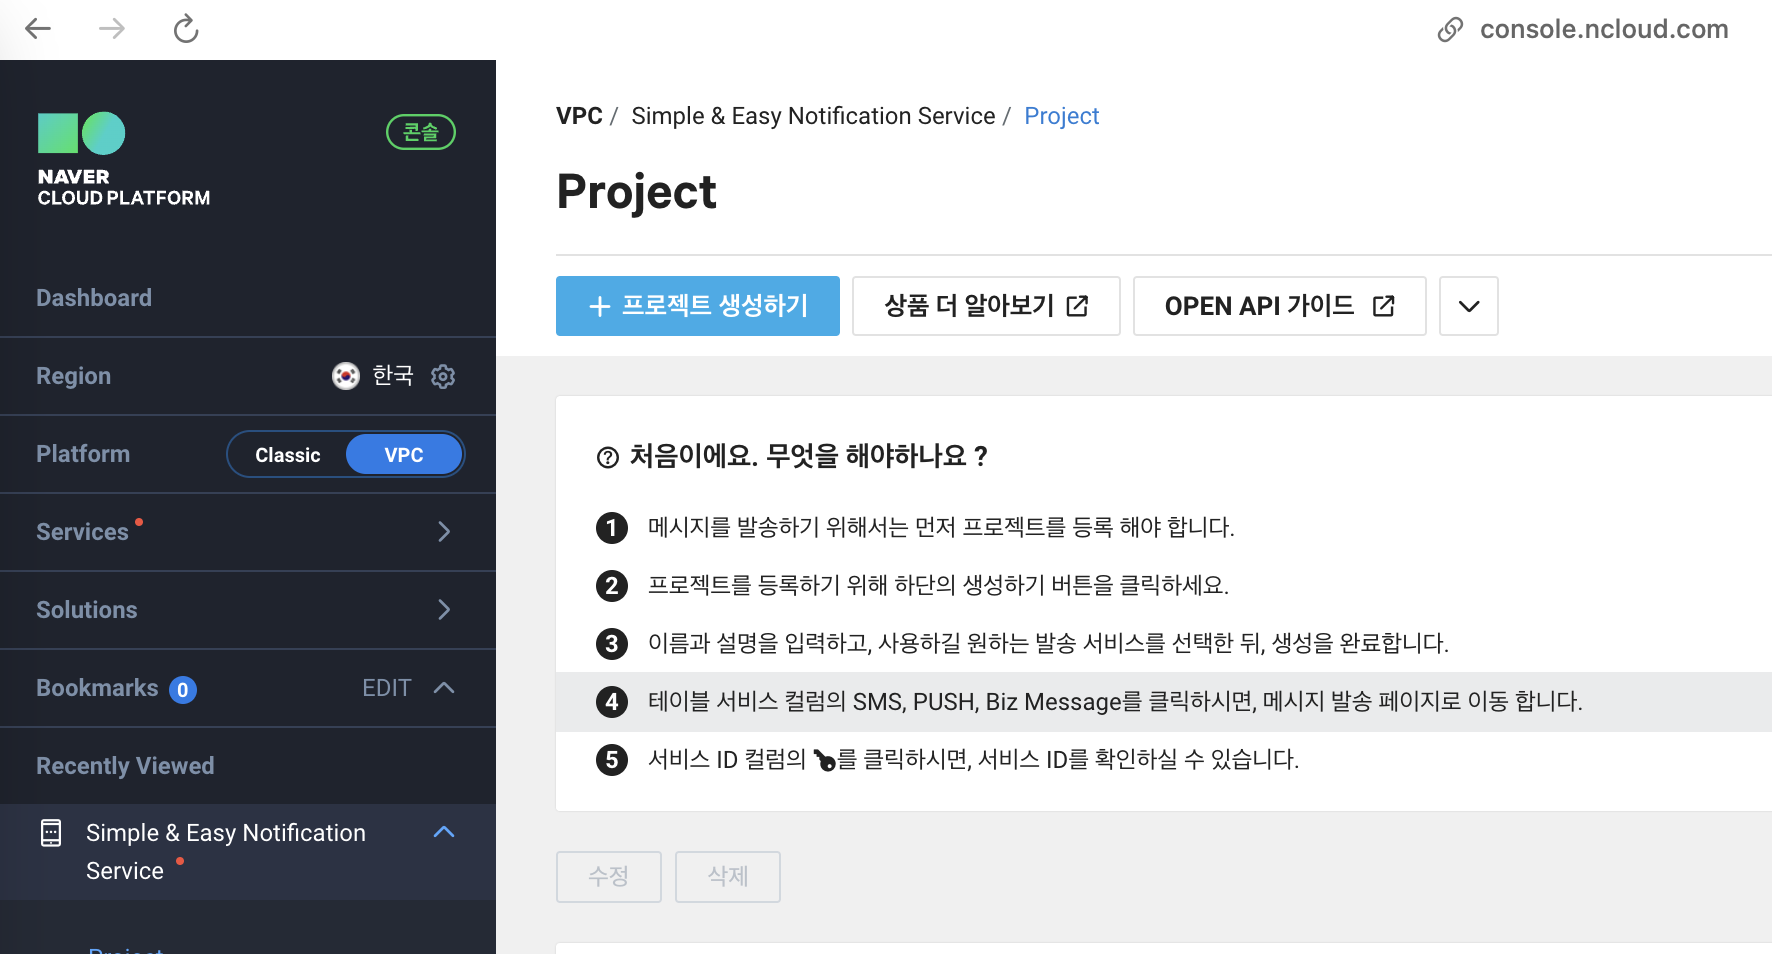 console.ncloud.com
콘솔
NAVER
CLOUD PLATFORM
Dashboard
Region 한국
Platform Classic VPC
Services
Solutions
Bookmarks 0 EDIT
Recently Viewed
Simple & Easy Notification
Service
Project
VPC / Simple & Easy Notification Service / Project
Project
+ 프로젝트 생성하기 상품 더 알아보기 OPEN API 가이드
? 처음이에요. 무엇을 해야하나요 ?
1 메시지를 발송하기 위해서는 먼저 프로젝트를 등록 해야 합니다.
2 프로젝트를 등록하기 위해 하단의 생성하기 버튼을 클릭하세요.
3 이름과 설명을 입력하고, 사용하길 원하는 발송 서비스를 선택한 뒤, 생성을 완료합니다.
4 테이블 서비스 컬럼의 SMS, PUSH, Biz Message를 클릭하시면, 메시지 발송 페이지로 이동 합니다.
5 서비스 ID 컬럼의 를 클릭하시면, 서비스 ID를 확인하실 수 있습니다.
수정 삭제